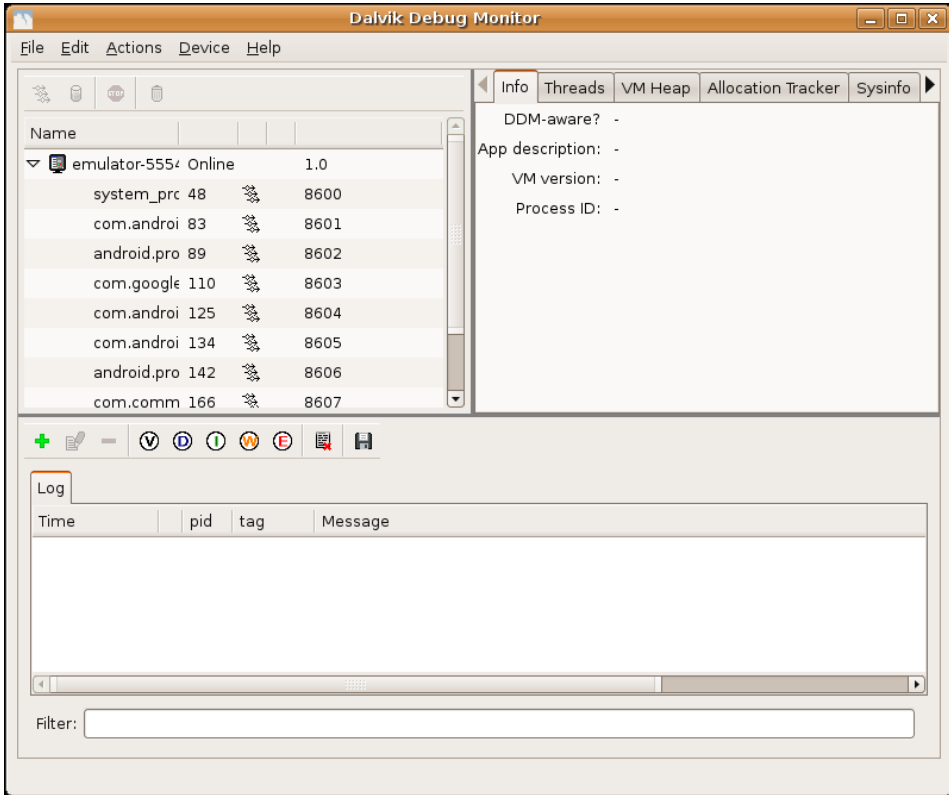 Dalvik Debug Monitor
File Edit Actions Device Help
STOP
Info Threads VM Heap Allocation Tracker Sysinfo
Name
DDM-aware? -
App description: -
VM version: -
Process ID: -
emulator-5554 Online 1.0
system_prc 48 8600
com.androi 83 8601
android.pro 89 8602
com.google 110 8603
com.androi 125 8604
com.androi 134 8605
android.pro 142 8606
com.comm 166 8607
V D I W E
Log
Time pid tag Message
Filter: